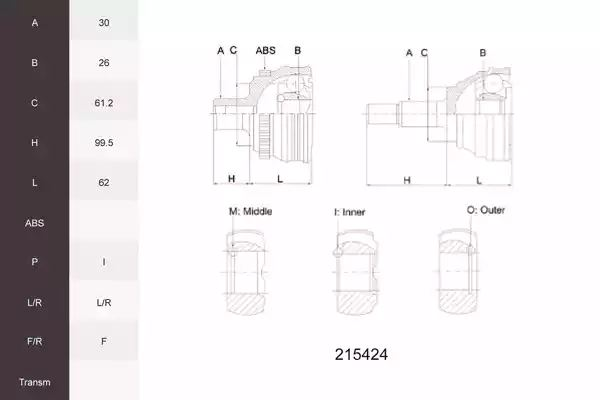 A 30
B 26
C 61.2
H 99.5
L 62
ABS
P I
L/R L/R
F/R F
Transm
A C ABS B
H L
A C B
H L
M: Middle
I: Inner
O: Outer
215424